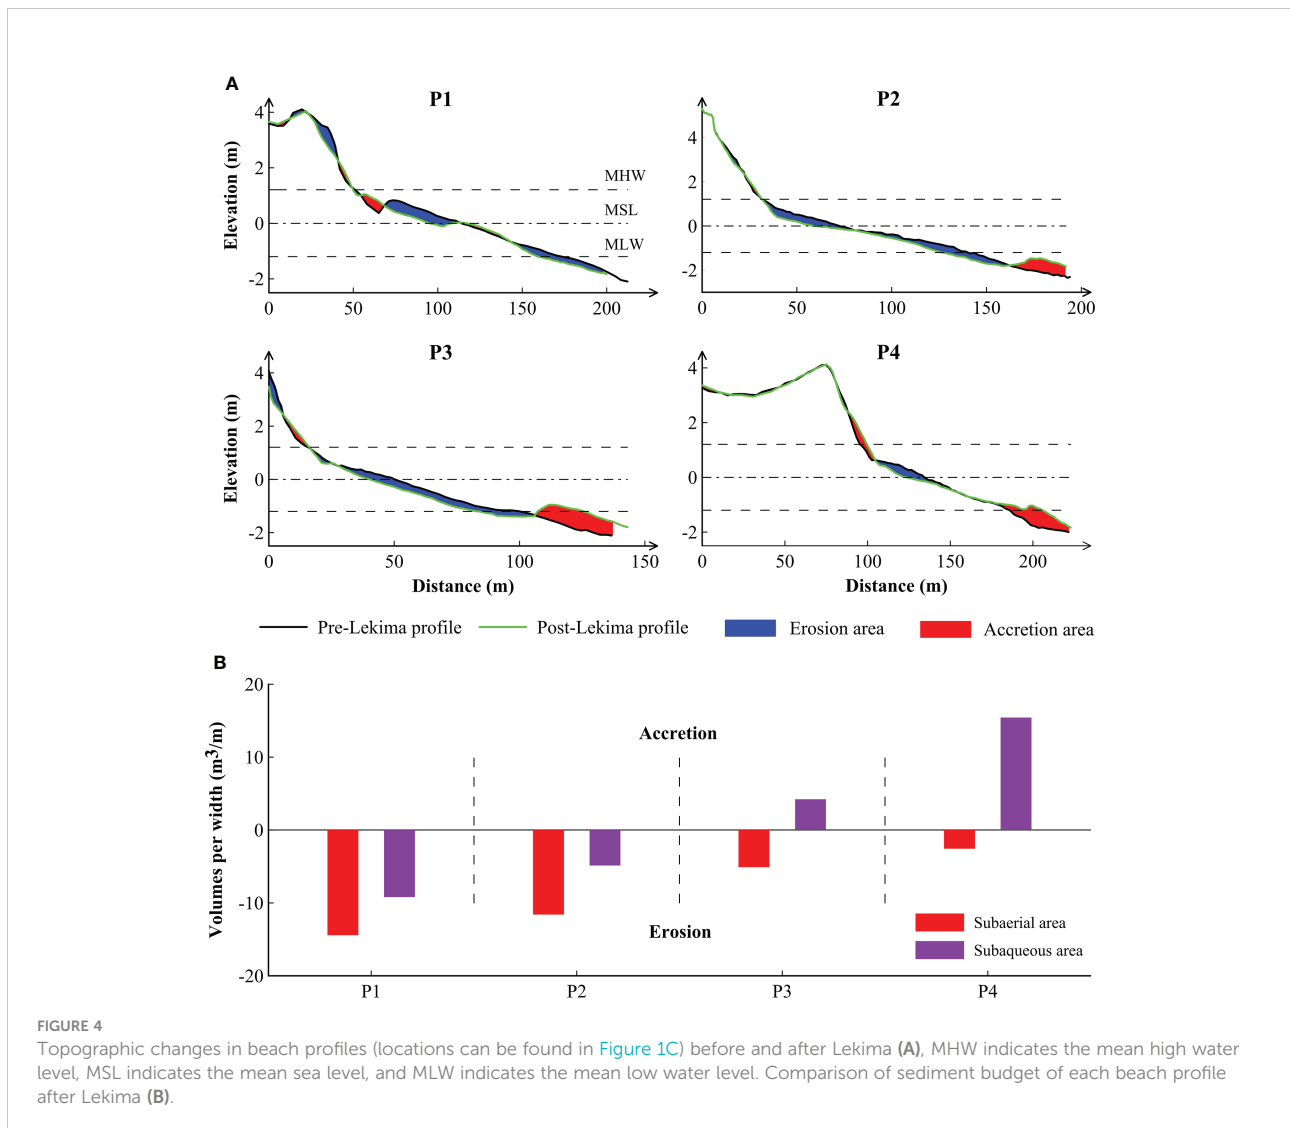 A
P1
P2
Elevation (m)
4
2
0
-2
MHW
MSL
MLW
0
50
100
150
200
4
2
0
-2
0
50
100
150
200
P3
P4
Elevation (m)
4
2
0
-2
0
50
100
150
Distance (m)
4
2
0
-2
0
50
100
150
200
Distance (m)
Pre-Lekima profile
Post-Lekima profile
Erosion area
Accretion area
B
Volumes per width (m³/m)
20
10
0
-10
-20
Accretion
Erosion
Subaerial area
Subaqueous area
P1
P2
P3
P4
FIGURE 4
Topographic changes in beach profiles (locations can be found in Figure 1C) before and after Lekima (A), MHW indicates the mean high water
level, MSL indicates the mean sea level, and MLW indicates the mean low water level. Comparison of sediment budget of each beach profile
after Lekima (B).